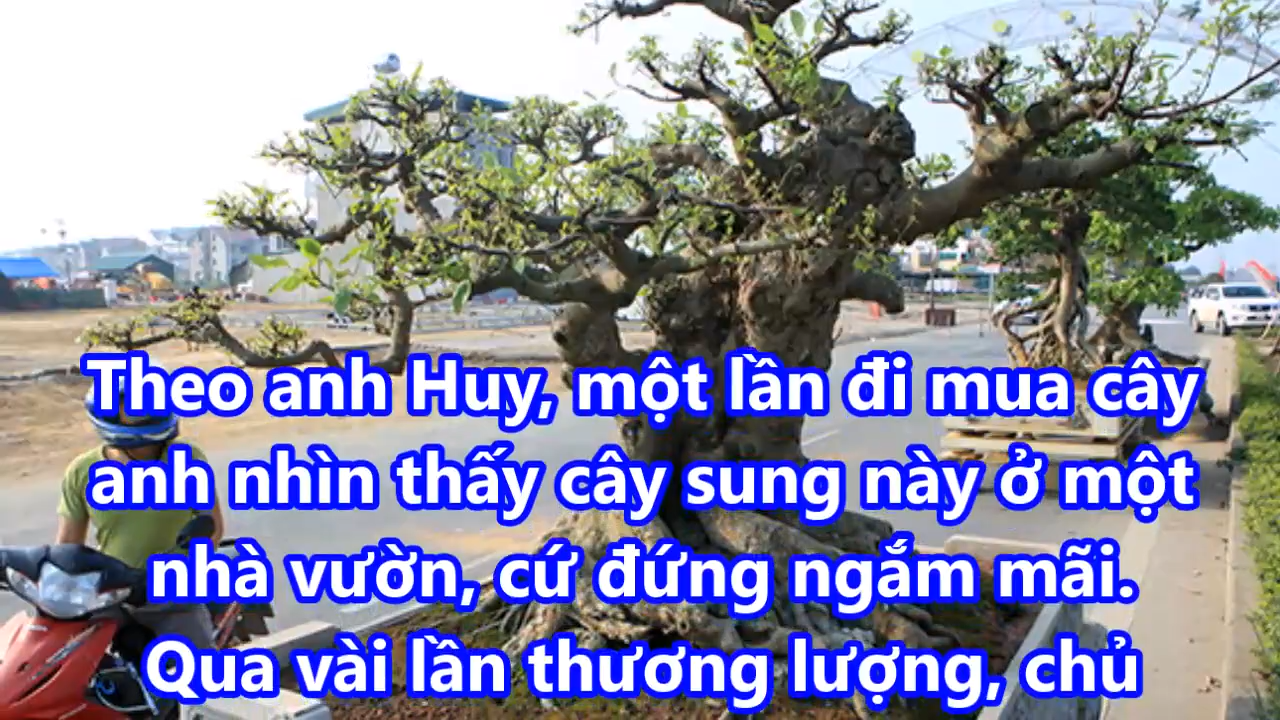 Theo anh Huy, một lần đi mua cây
anh nhìn thấy cây sung này ở một
nhà vườn, cứ đứng ngắm mãi.
Qua vài lần thương lượng, chủ